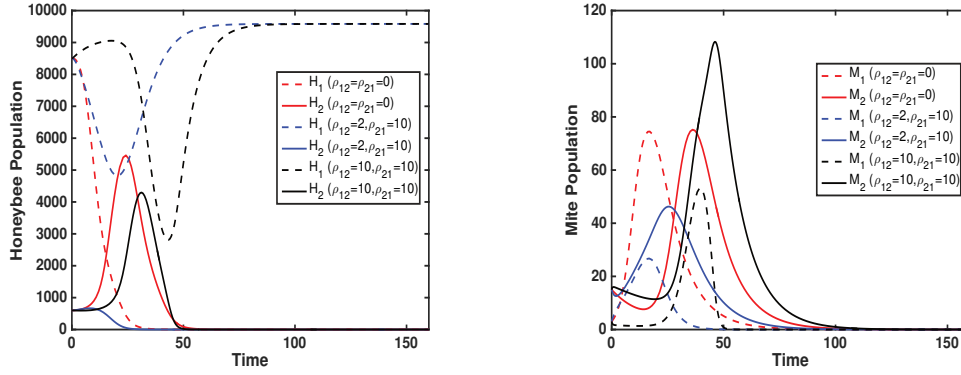 Honeybee Population
10000
9000
8000
7000
6000
5000
4000
3000
2000
1000
0
0
50
100
150
Time
H₁ (ρ₁₂=ρ₂₁=0)
H₂ (ρ₁₂=ρ₂₁=0)
H₁ (ρ₁₂=2,ρ₂₁=10)
H₂ (ρ₁₂=2,ρ₂₁=10)
H₁ (ρ₁₂=10,ρ₂₁=10)
H₂ (ρ₁₂=10,ρ₂₁=10)
Mite Population
120
100
80
60
40
20
0
0
50
100
150
Time
M₁ (ρ₁₂=ρ₂₁=0)
M₂ (ρ₁₂=ρ₂₁=0)
M₁ (ρ₁₂=2,ρ₂₁=10)
M₂ (ρ₁₂=2,ρ₂₁=10)
M₁ (ρ₁₂=10,ρ₂₁=10)
M₂ (ρ₁₂=10,ρ₂₁=10)